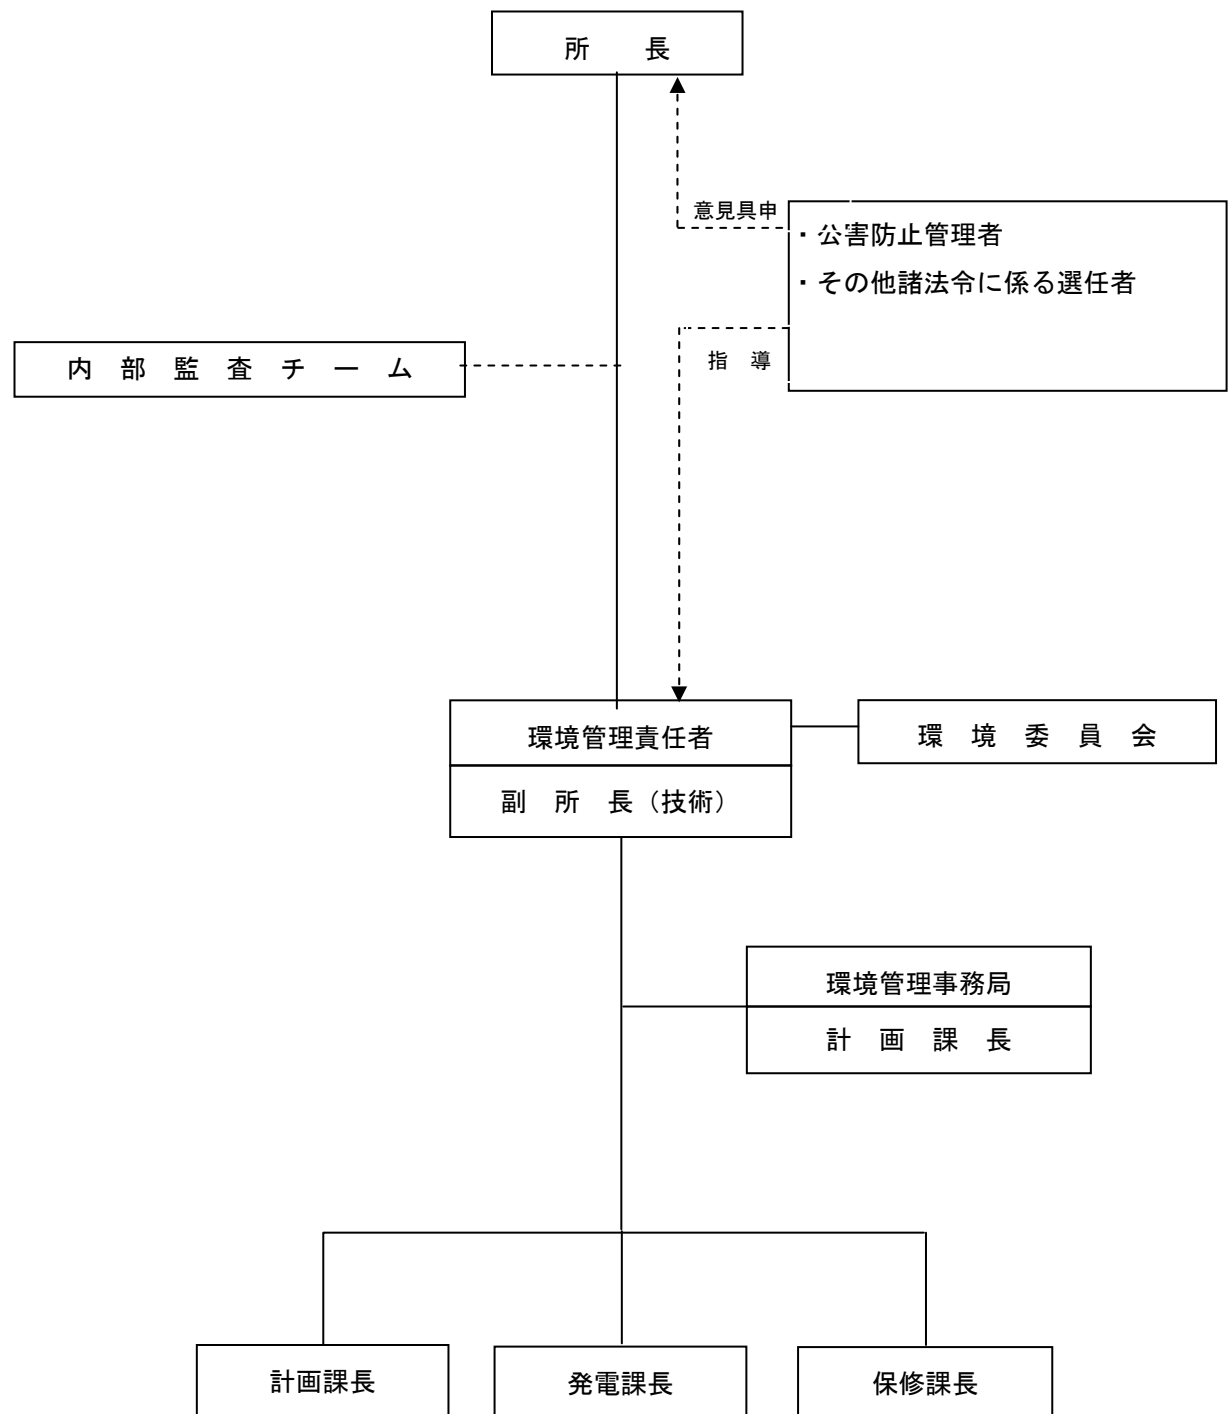 所　　長
意見具申
・公害防止管理者
・その他諸法令に係る選任者
内　部　監　査　チ　ー　ム
指　導
環境管理責任者
環　境　委　員　会
副　所　長（技術）
環境管理事務局
計　画　課　長
計画課長
発電課長
保修課長